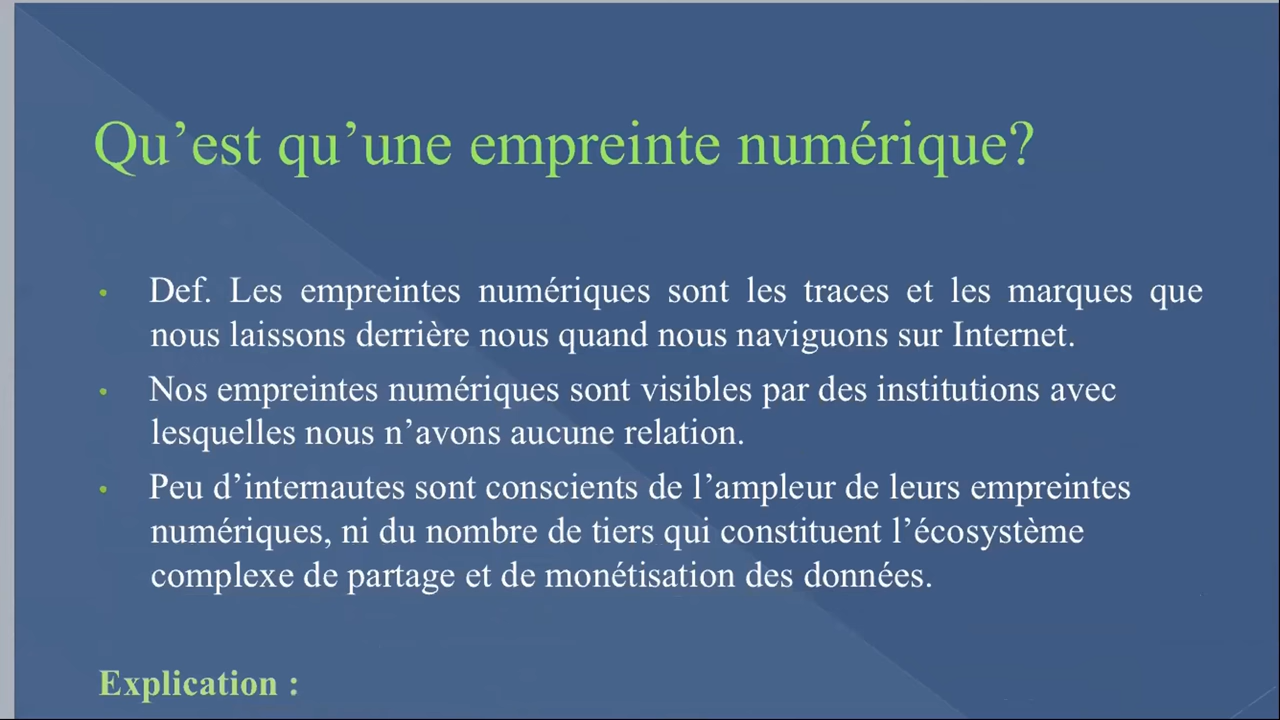 Qu’est qu’une empreinte numérique?
• Def. Les empreintes numériques sont les traces et les marques que
nous laissons derrière nous quand nous naviguons sur Internet.
• Nos empreintes numériques sont visibles par des institutions avec
lesquelles nous n’avons aucune relation.
• Peu d’internautes sont conscients de l’ampleur de leurs empreintes
numériques, ni du nombre de tiers qui constituent l’écosystème
complexe de partage et de monétisation des données.
Explication :